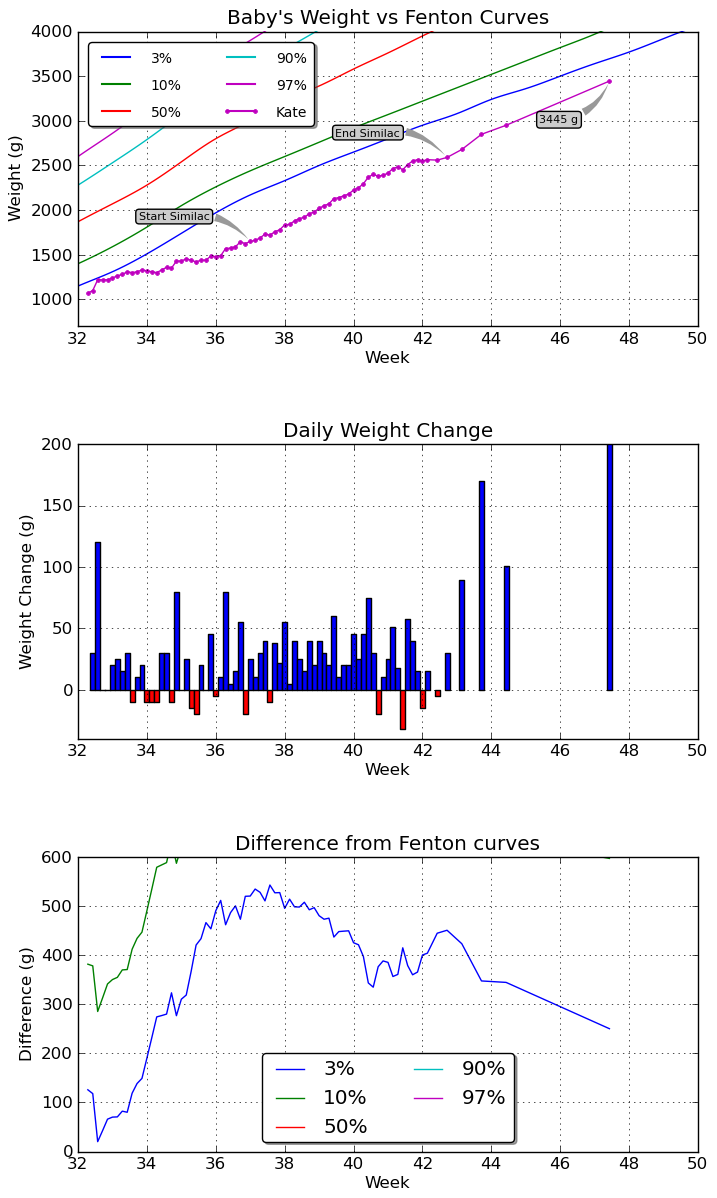 Baby's Weight vs Fenton Curves
4000
3500
3000
2500
2000
1500
1000
Weight (g)
3%
10%
50%
90%
97%
Kate
Start Similac
End Similac
3445 g
32 34 36 38 40 42 44 46 48 50
Week
Daily Weight Change
200
150
100
50
0
Weight Change (g)
32 34 36 38 40 42 44 46 48 50
Week
Difference from Fenton curves
600
500
400
300
200
100
0
Difference (g)
3%
10%
50%
90%
97%
32 34 36 38 40 42 44 46 48 50
Week